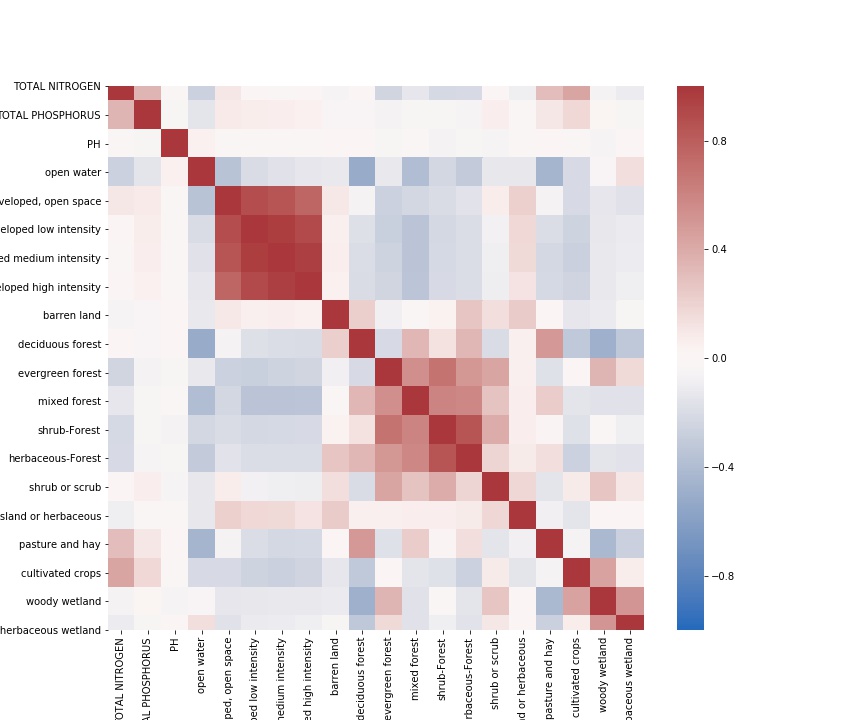 TOTAL NITROGEN
TOTAL PHOSPHORUS
PH
open water
veloped, open space
eloped low intensity
ed medium intensity
eloped high intensity
barren land
deciduous forest
evergreen forest
mixed forest
shrub-Forest
herbaceous-Forest
shrub or scrub
sland or herbaceous
pasture and hay
cultivated crops
woody wetland
herbaceous wetland
0.8
0.4
0.0
−0.4
−0.8
OTAL NITROGEN
AL PHOSPHORUS
PH
open water
ped, open space
ped low intensity
nedium intensity
ed high intensity
barren land
deciduous forest
evergreen forest
mixed forest
shrub-Forest
rbaceous-Forest
shrub or scrub
nd or herbaceous
pasture and hay
cultivated crops
woody wetland
baceous wetland